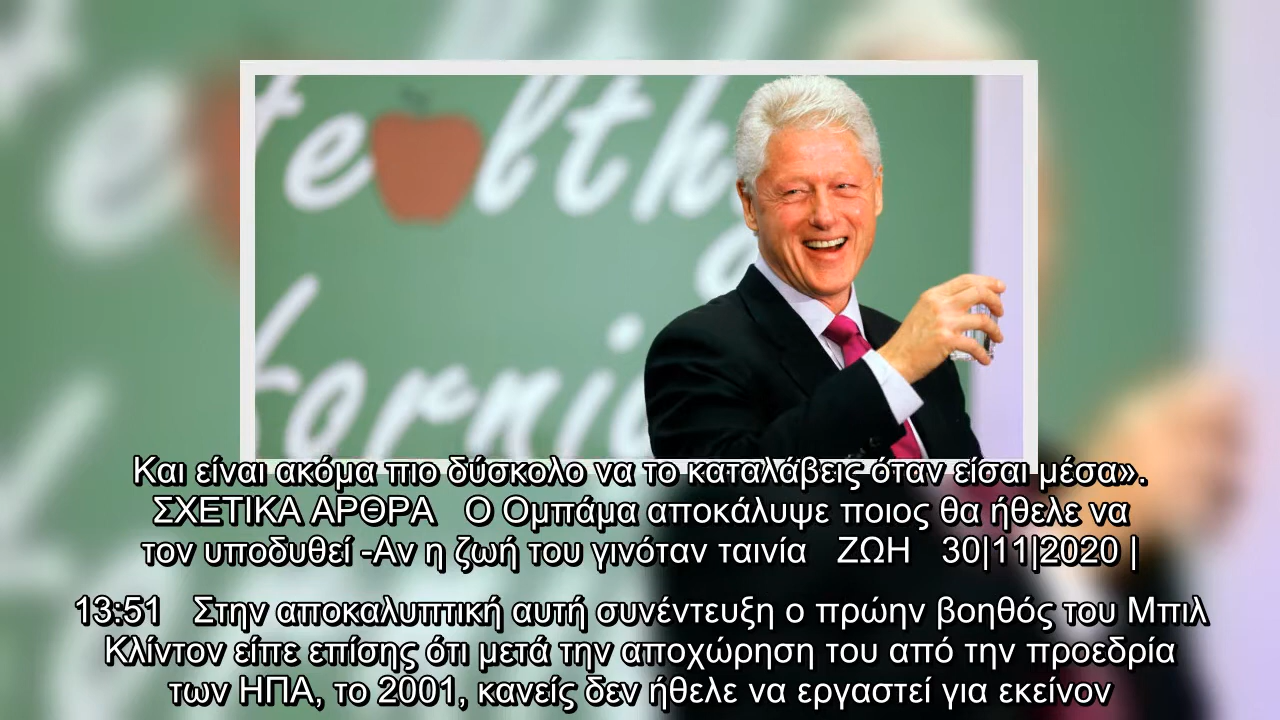 Healthy
California
Και είναι ακόμα πιο δύσκολο να το καταλάβεις όταν είσαι μέσα».
ΣΧΕΤΙΚΑ ΑΡΘΡΑ Ο Ομπάμα αποκάλυψε ποιος θα ήθελε να
τον υποδυθεί -Αν η ζωή του γινόταν ταινία ΖΩΗ 30|11|2020 |
13:51 Στην αποκαλυπτική αυτή συνέντευξη ο πρώην βοηθός του Μπιλ
Κλίντον είπε επίσης ότι μετά την αποχώρηση του από την προεδρία
των ΗΠΑ, το 2001, κανείς δεν ήθελε να εργαστεί για εκείνον